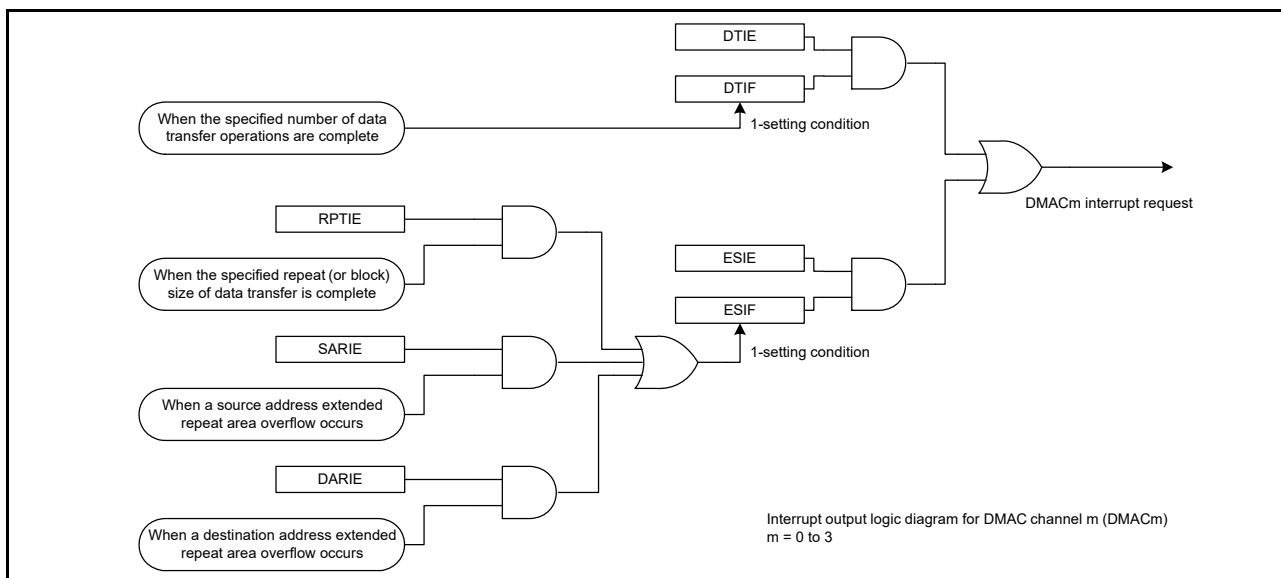 DTIE
DTIF
When the specified number of data
transfer operations are complete
1-setting condition
DMACm interrupt request
RPTIE
When the specified repeat (or block)
size of data transfer is complete
ESIE
ESIF
1-setting condition
SARIE
When a source address extended
repeat area overflow occurs
DARIE
When a destination address extended
repeat area overflow occurs
Interrupt output logic diagram for DMAC channel m (DMACm)
m = 0 to 3